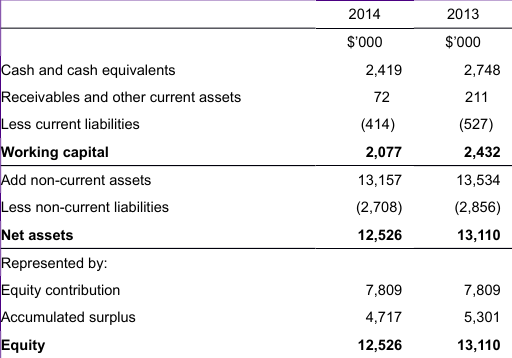 2014 2013
$’000 $’000
Cash and cash equivalents 2,419 2,748
Receivables and other current assets 72 211
Less current liabilities (414) (527)
Working capital 2,077 2,432
Add non-current assets 13,157 13,534
Less non-current liabilities (2,708) (2,856)
Net assets 12,526 13,110
Represented by:
Equity contribution 7,809 7,809
Accumulated surplus 4,717 5,301
Equity 12,526 13,110